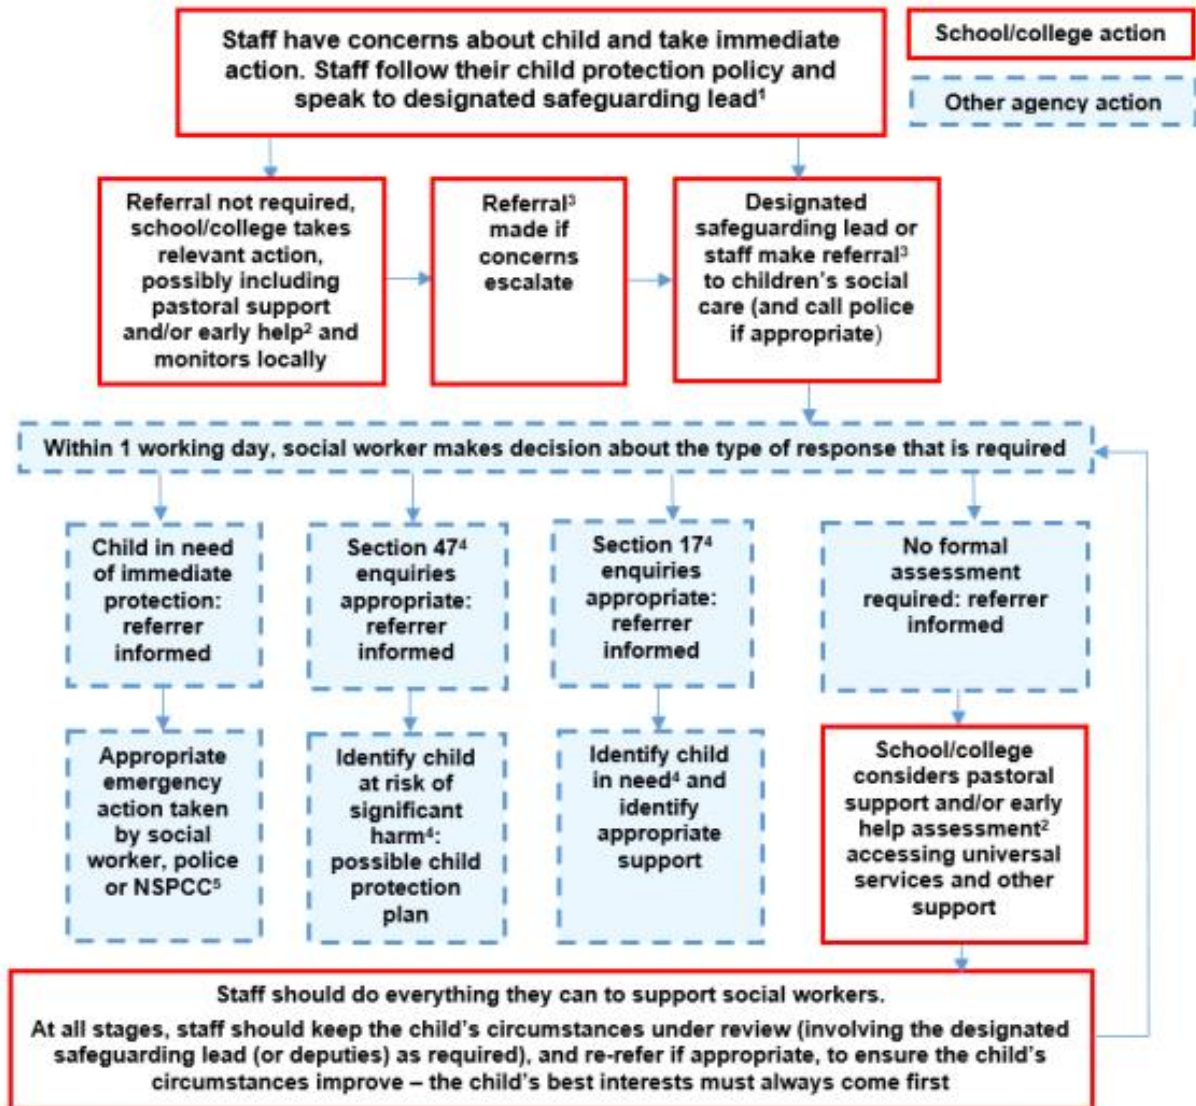 Staff have concerns about child and take immediate
action. Staff follow their child protection policy and
speak to designated safeguarding lead¹
School/college action
Other agency action
Referral not required,
school/college takes
relevant action,
possibly including
pastoral support
and/or early help² and
monitors locally
Referral³
made if
concerns
escalate
Designated
safeguarding lead or
staff make referral³
to children's social
care (and call police
if appropriate)
Within 1 working day, social worker makes decision about the type of response that is required
Child in need
of immediate
protection:
referrer
informed
Section 47⁴
enquiries
appropriate:
referrer
informed
Section 17⁴
enquiries
appropriate:
referrer
informed
No formal
assessment
required: referrer
informed
Appropriate
emergency
action taken
by social
worker, police
or NSPCC⁵
Identify child
at risk of
significant
harm⁴:
possible child
protection
plan
Identify child
in need⁴ and
identify
appropriate
support
School/college
considers pastoral
support and/or early
help assessment²
accessing universal
services and other
support
Staff should do everything they can to support social workers.
At all stages, staff should keep the child's circumstances under review (involving the designated
safeguarding lead (or deputies) as required), and re-refer if appropriate, to ensure the child's
circumstances improve – the child's best interests must always come first